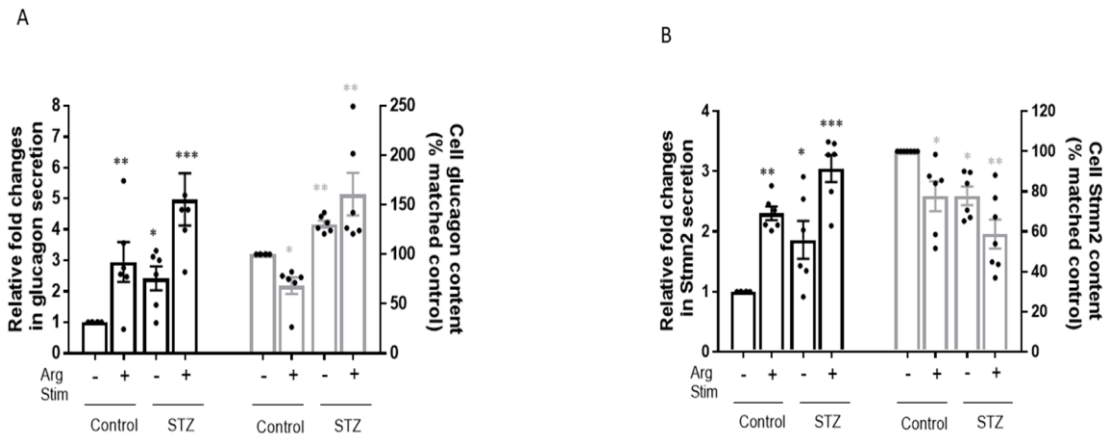 A
Relative fold changes
in glucagon secretion
8
7
6
5
4
3
2
1
0
**
*
***
*
**
**
250
200
150
100
50
0
Cell glucagon content
(% matched control)
Arg
Stim
- + - + - + - +
Control STZ Control STZ
B
Relative fold changes
in Stmm2 secretion
4
3
2
1
0
**
*
***
*
*
**
120
100
80
60
40
20
0
Cell Stmm2 content
(% matched control)
Arg
Stim
- + - + - + - +
Control STZ Control STZ